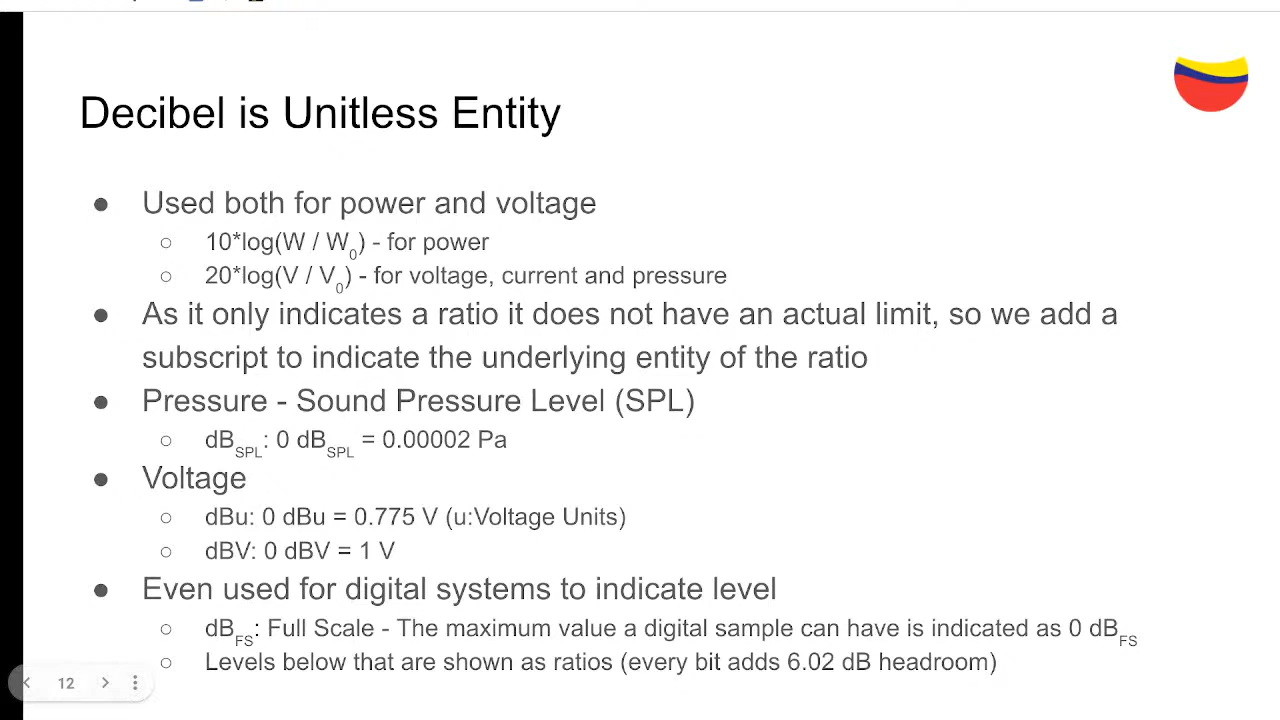 Decibel is Unitless Entity
● Used both for power and voltage
○ 10*log(W / W₀) - for power
○ 20*log(V / V₀) - for voltage, current and pressure
● As it only indicates a ratio it does not have an actual limit, so we add a
subscript to indicate the underlying entity of the ratio
● Pressure - Sound Pressure Level (SPL)
○ dBSPL: 0 dBSPL = 0.00002 Pa
● Voltage
○ dBu: 0 dBu = 0.775 V (u:Voltage Units)
○ dBV: 0 dBV = 1 V
● Even used for digital systems to indicate level
○ dBFS: Full Scale - The maximum value a digital sample can have is indicated as 0 dBFS
○ Levels below that are shown as ratios (every bit adds 6.02 dB headroom)
12